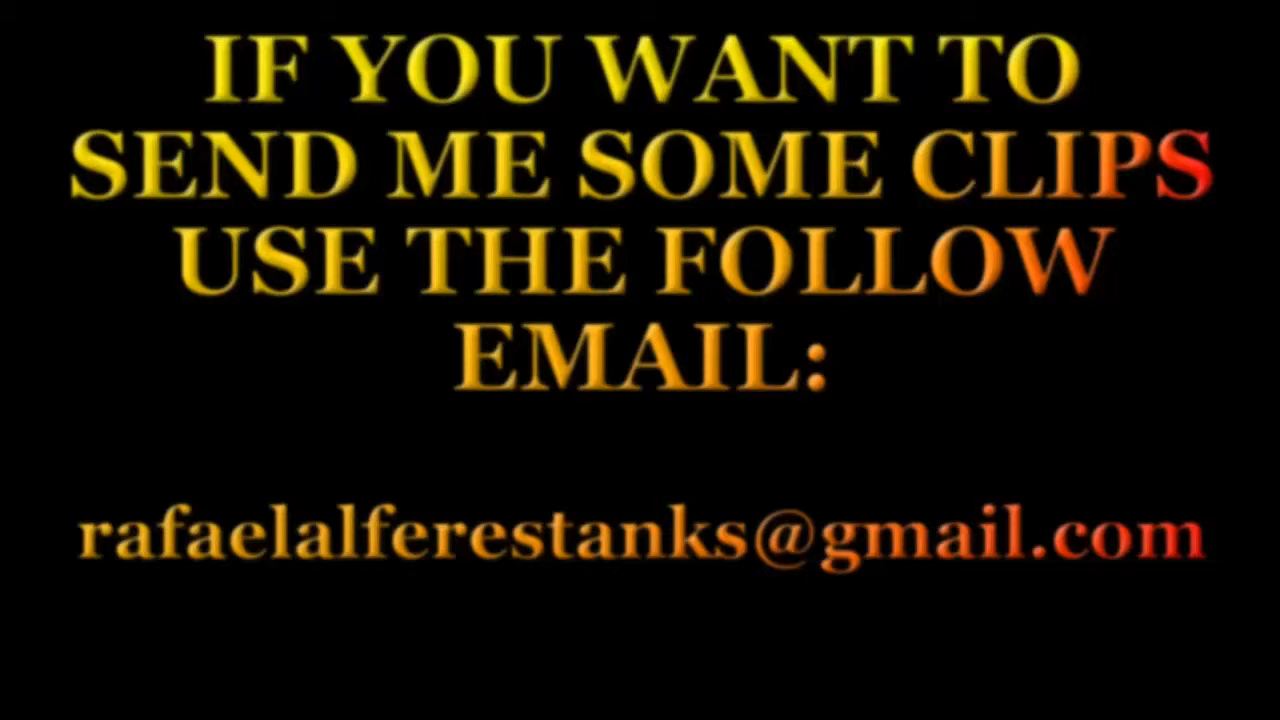 IF YOU WANT TO
SEND ME SOME CLIPS
USE THE FOLLOW
EMAIL:
rafaelalferestanks@gmail.com